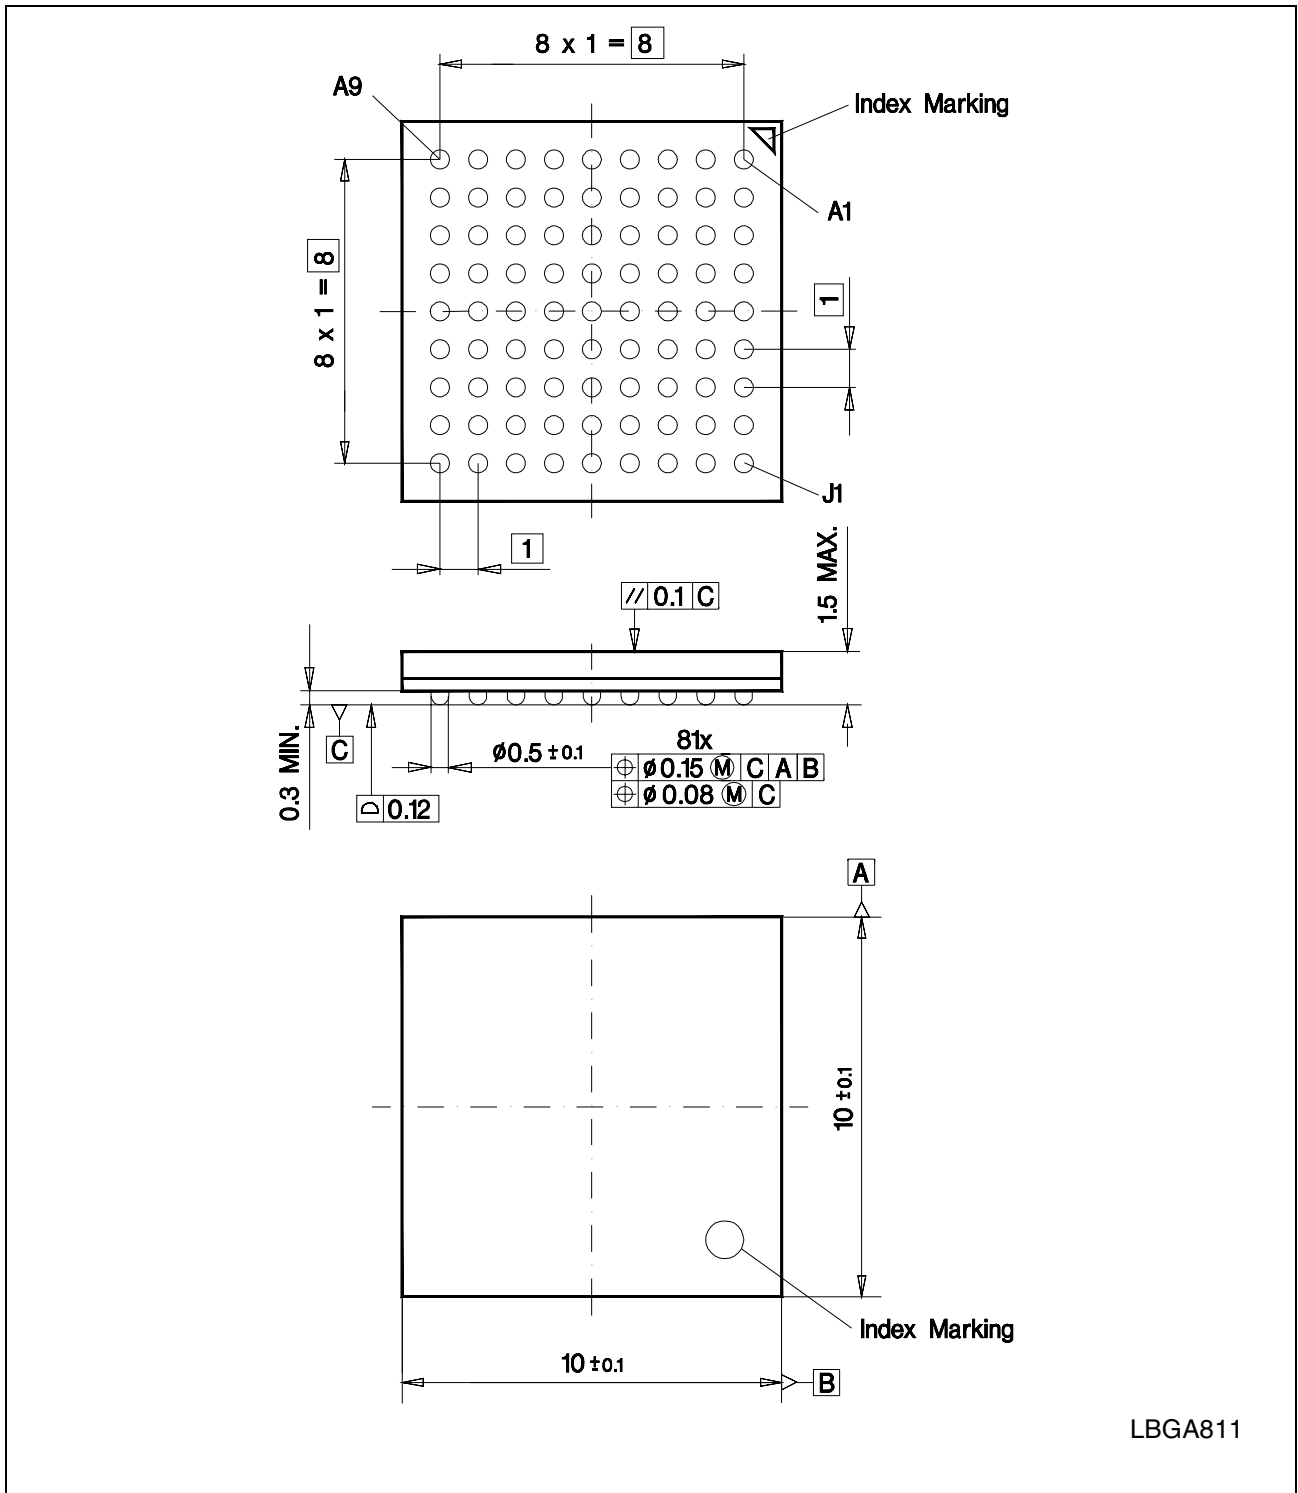 8 x 1 = 8
A9
Index Marking
A1
8 x 1 = 8
1
J1
1
1.5 MAX.
// 0.1 C
0.3 MIN.
C
Ø0.5 ±0.1
81x
⌖ Ø0.15 Ⓜ C A B
⌖ Ø0.08 Ⓜ C
⌓ 0.12
A
10 ±0.1
Index Marking
10 ±0.1
B
LBGA811